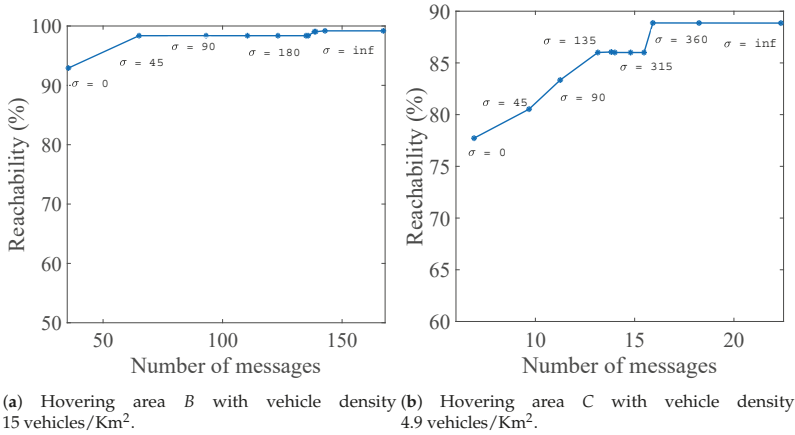 100
90
80
70
60
50
50
100
150
Reachability (%)
Number of messages
σ = 0
σ = 45
σ = 90
σ = 180
σ = inf
90
85
80
75
70
65
60
10
15
20
Reachability (%)
Number of messages
σ = 0
σ = 45
σ = 90
σ = 135
σ = 315
σ = 360
σ = inf
(a) Hovering area B with vehicle density
15 vehicles/Km².
(b) Hovering area C with vehicle density
4.9 vehicles/Km².